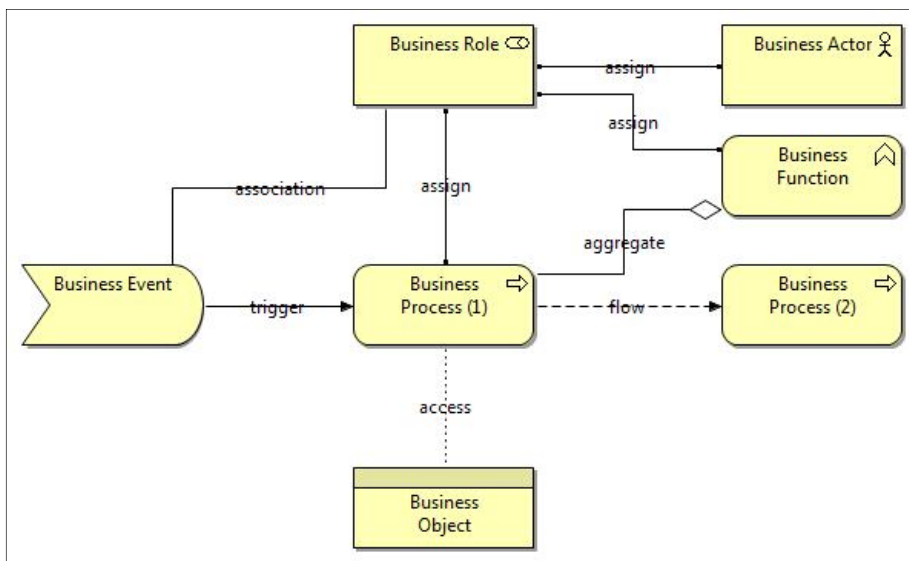 Business Role
Business Actor
assign
assign
Business
Function
association
assign
aggregate
Business Event
trigger
Business
Process (1)
flow
Business
Process (2)
access
Business
Object